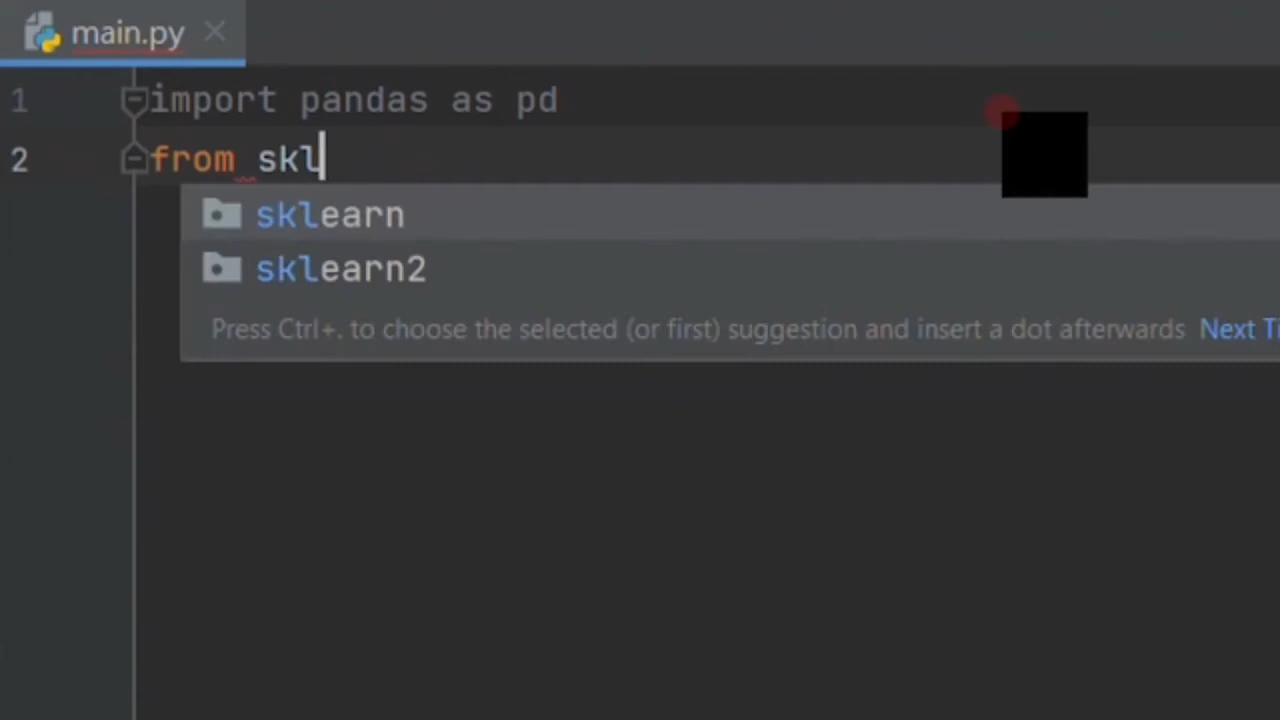 main.py
1 import pandas as pd
2 from skl
sklearn
sklearn2
Press Ctrl+. to choose the selected (or first) suggestion and insert a dot afterwards Next